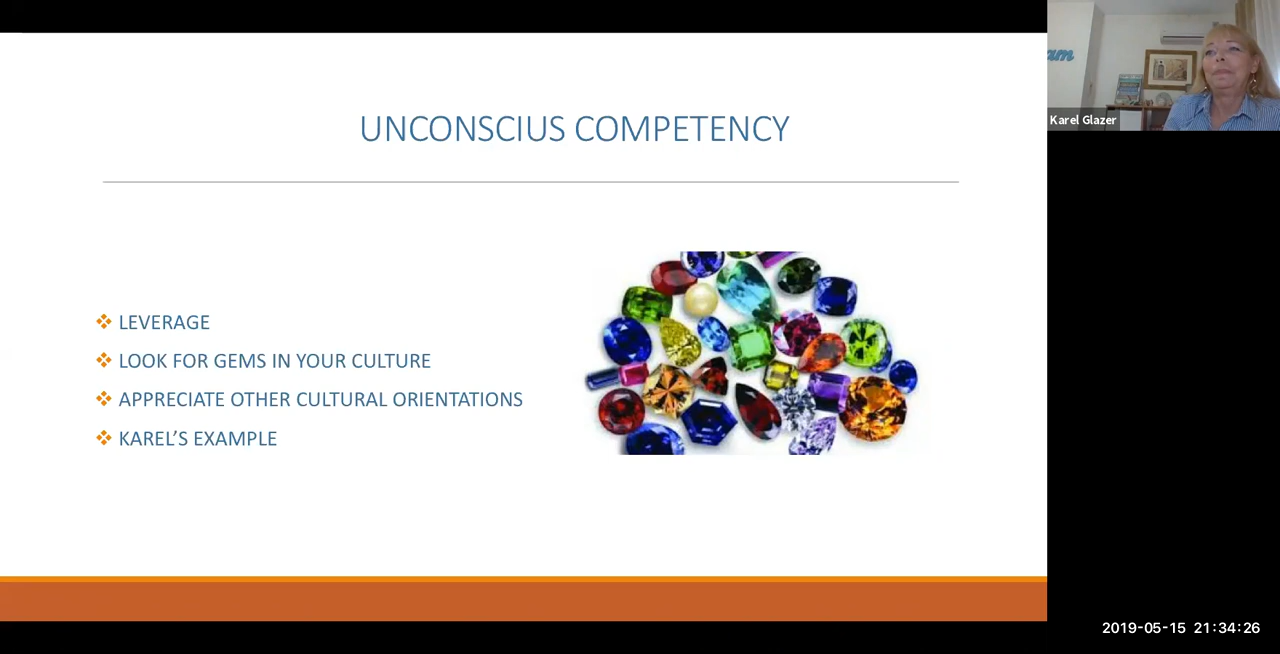 UNCONSCIUS COMPETENCY
LEVERAGE
LOOK FOR GEMS IN YOUR CULTURE
APPRECIATE OTHER CULTURAL ORIENTATIONS
KAREL'S EXAMPLE
am
Karel Glazer
2019-05-15 21:34:26